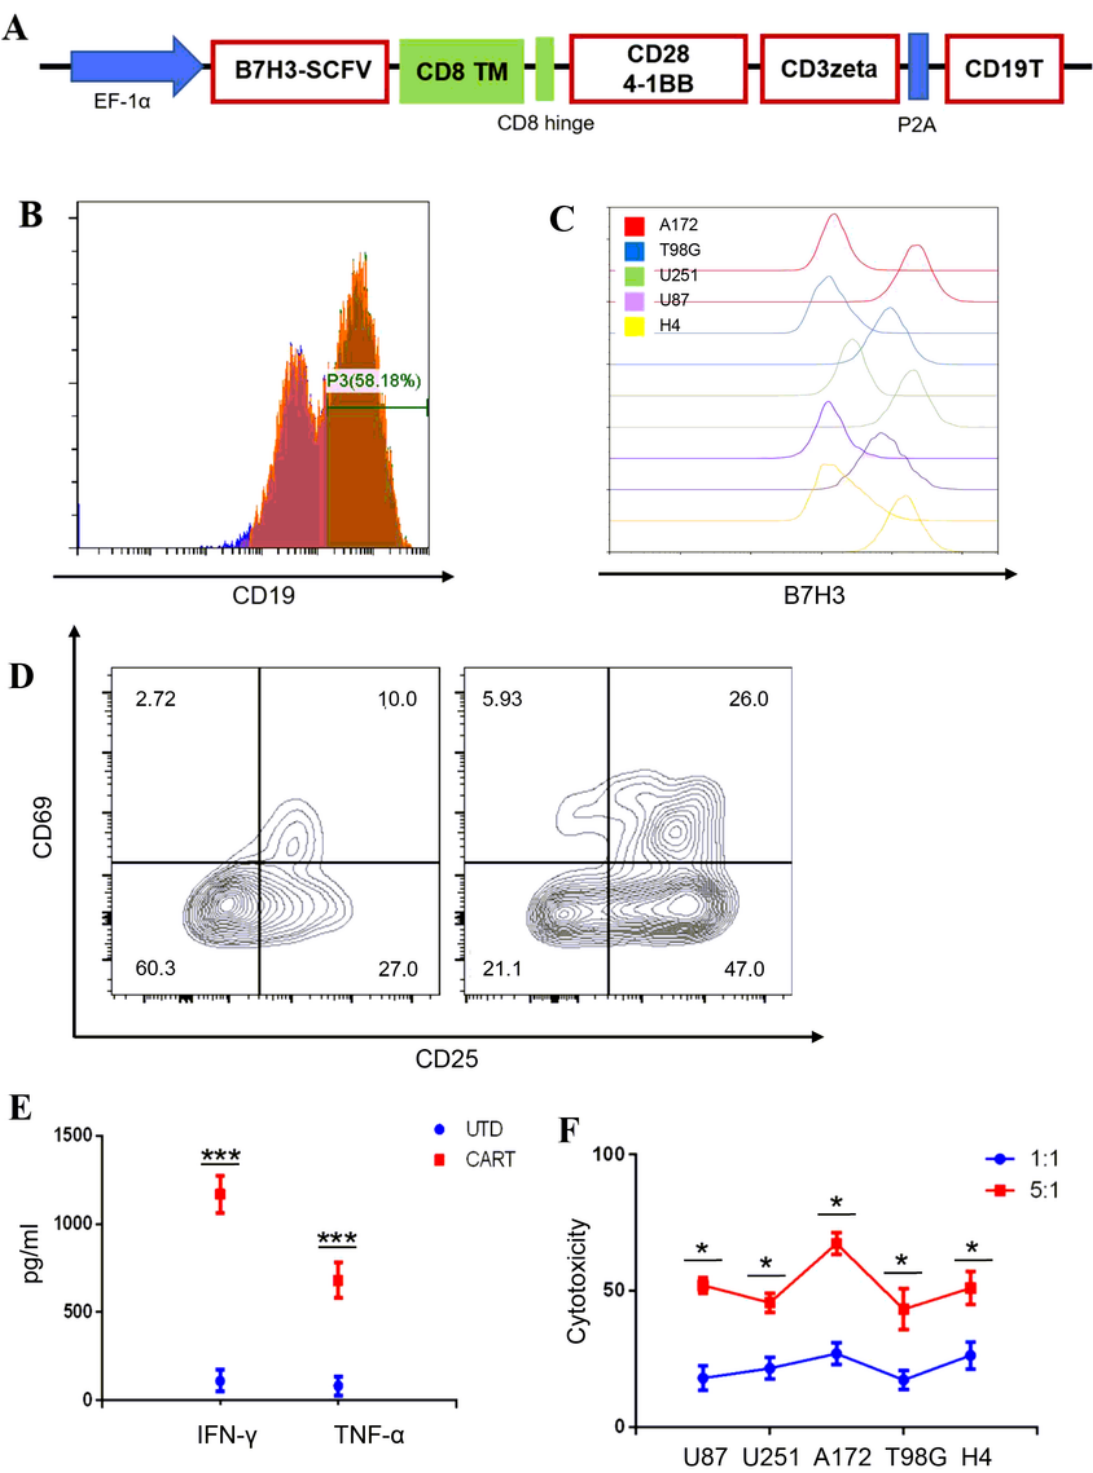 A
B7H3-SCFV
CD8 TM
CD28
4-1BB
CD3zeta
CD19T
EF-1α
CD8 hinge
P2A
B
P3(58.18%)
CD19
C
A172
T98G
U251
U87
H4
B7H3
D
2.72
10.0
60.3
27.0
5.93
26.0
21.1
47.0
CD69
CD25
E
1500
1000
500
0
pg/ml
***
***
UTD
CART
IFN-γ
TNF-α
F
100
50
0
Cytotoxicity
*
*
*
*
*
1:1
5:1
U87 U251 A172 T98G H4